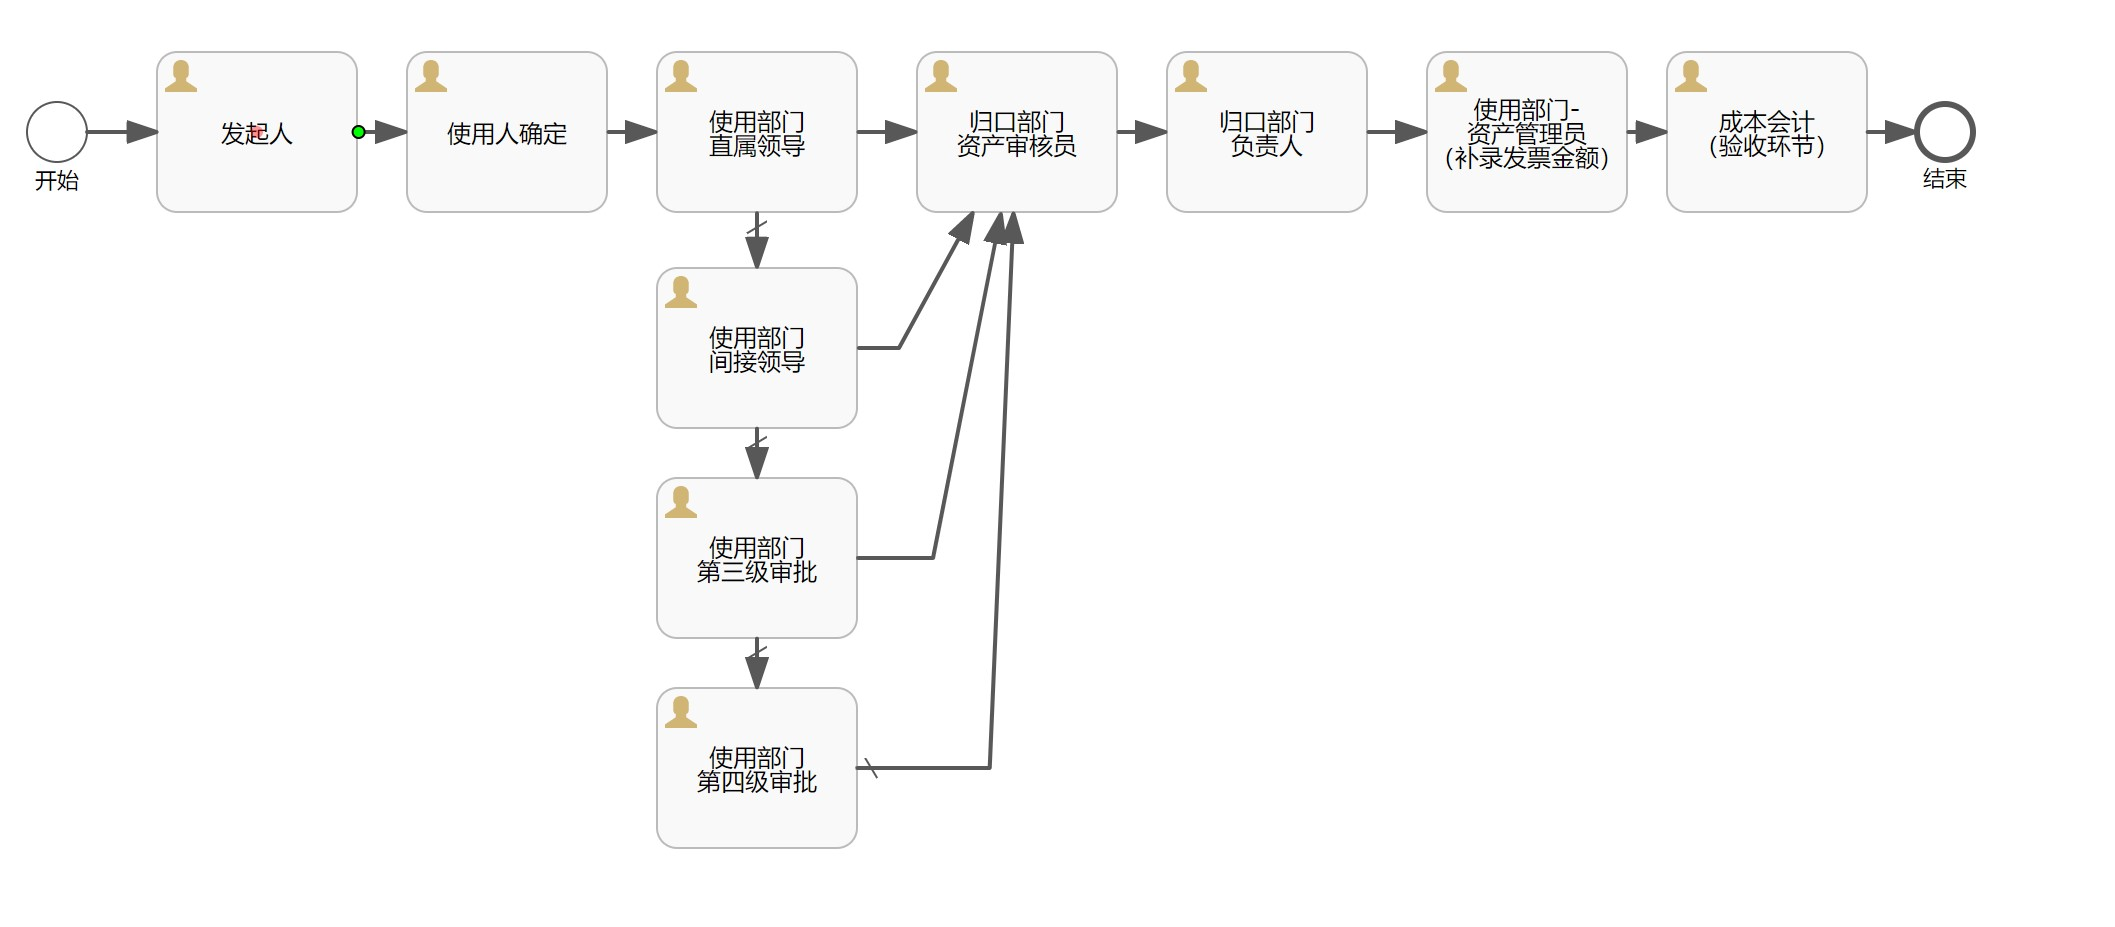 开始
发起人
使用人确定
使用部门
直属领导
归口部门
资产审核员
归口部门
负责人
使用部门-
资产管理员
（补录发票金额）
成本会计
（验收环节）
结束
使用部门
间接领导
使用部门
第三级审批
使用部门
第四级审批